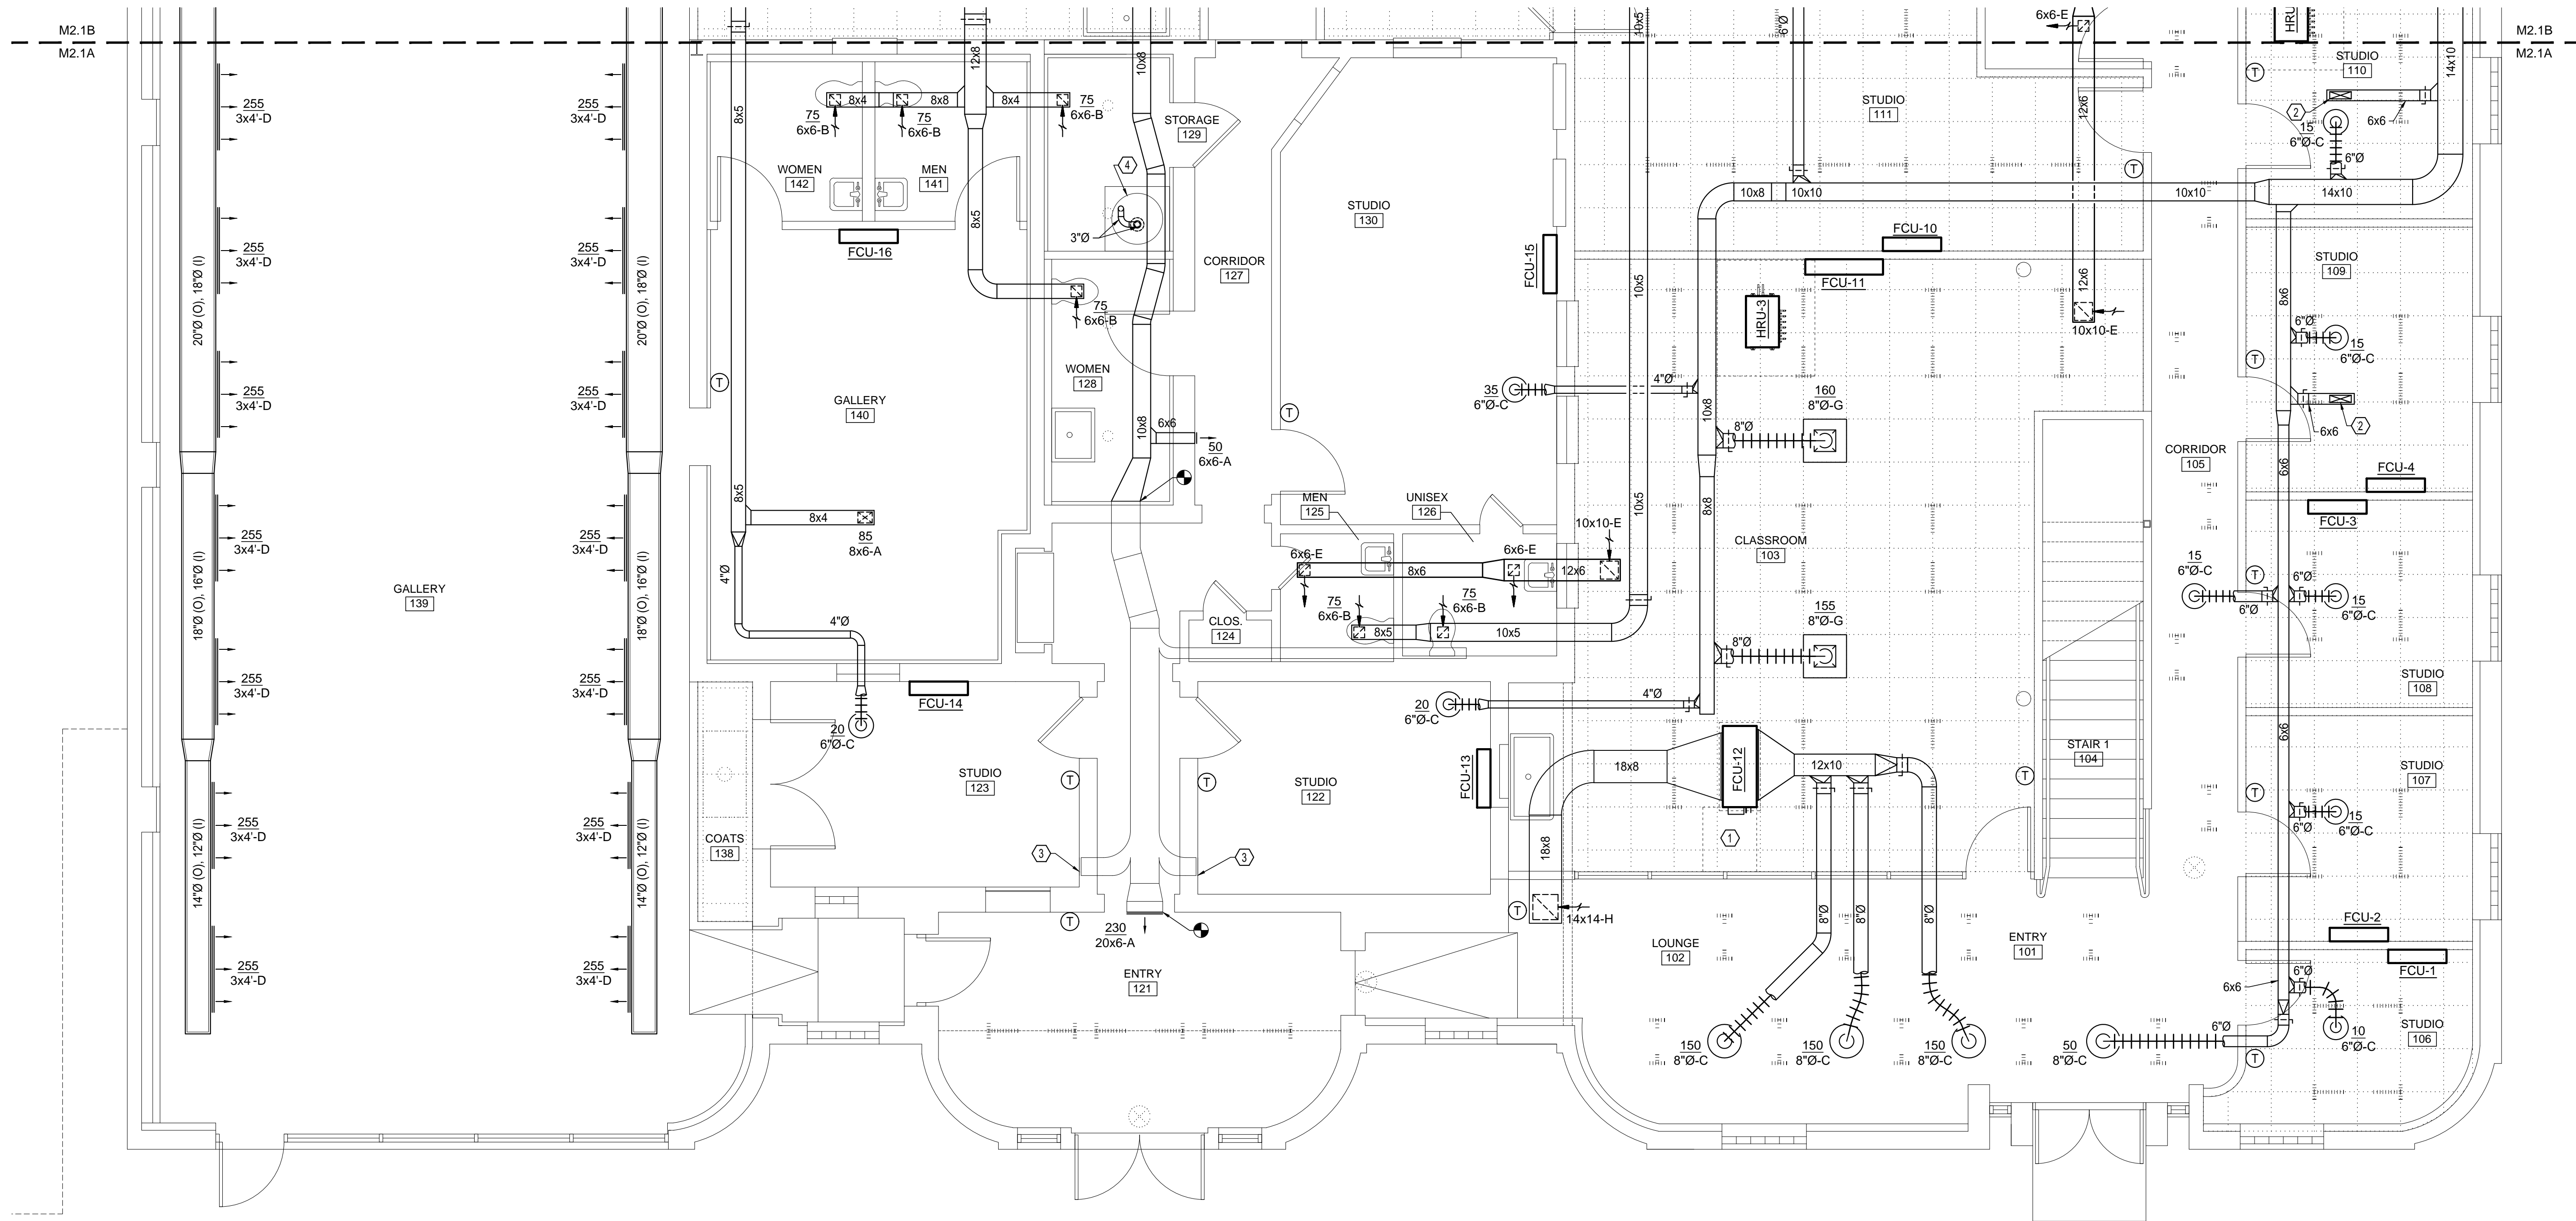 M2.1B
M2.1A
M2.1B
M2.1A
255
3x4'-D
255
3x4'-D
255
3x4'-D
255
3x4'-D
255
3x4'-D
255
3x4'-D
255
3x4'-D
20"Ø (O), 18"Ø (I)
18"Ø (O), 16"Ø (I)
14"Ø (O), 12"Ø (I)
GALLERY
139
255
3x4'-D
255
3x4'-D
255
3x4'-D
255
3x4'-D
255
3x4'-D
255
3x4'-D
255
3x4'-D
20"Ø (O), 18"Ø (I)
18"Ø (O), 16"Ø (I)
14"Ø (O), 12"Ø (I)
8x5
12x8
10x8
8x4
8x8
8x4
75
6x6-B
75
6x6-B
75
6x6-B
WOMEN
142
MEN
141
8x5
FCU-16
75
6x6-B
T
GALLERY
140
8x5
8x4
85
8x6-A
4"Ø
4"Ø
20
6"Ø-C
FCU-14
STUDIO
123
T
COATS
138
3
T
STORAGE
129
4
3"Ø
CORRIDOR
127
WOMEN
128
10x8
6x6
50
6x6-A
STUDIO
130
T
FCU-15
MEN
125
UNISEX
126
10x10-E
6x6-E
6x6-E
8x6
12x6
75
6x6-B
75
6x6-B
8x5
10x5
CLOS.
124
T
STUDIO
122
3
230
20x6-A
ENTRY
121
10x5
10x5
10x5
6"Ø
STUDIO
111
6x6-E
12x6
T
10x8
10x10
10x10
14x10
14x10
FCU-10
FCU-11
HRU-3
12x6
10x10-E
35
6"Ø-C
4"Ø
10x8
160
8"Ø-G
8"Ø
8x8
CLASSROOM
103
155
8"Ø-G
8"Ø
20
6"Ø-C
4"Ø
FCU-13
18x8
FCU-12
12x10
18x8
1
T
14x14-H
T
LOUNGE
102
8"Ø
8"Ø
8"Ø
150
8"Ø-C
150
8"Ø-C
150
8"Ø-C
ENTRY
101
50
8"Ø-C
6"Ø
STAIR 1
104
CORRIDOR
105
HRU
STUDIO
110
T
2
6x6
15
6"Ø-C
6"Ø
STUDIO
109
8x6
6"Ø
15
6"Ø-C
T
6x6
2
6x6
FCU-4
FCU-3
15
6"Ø-C
6"Ø
T
6"Ø
15
6"Ø-C
STUDIO
108
6x6
STUDIO
107
T
15
6"Ø-C
6"Ø
FCU-2
FCU-1
6x6
6"Ø
10
6"Ø-C
STUDIO
106
T